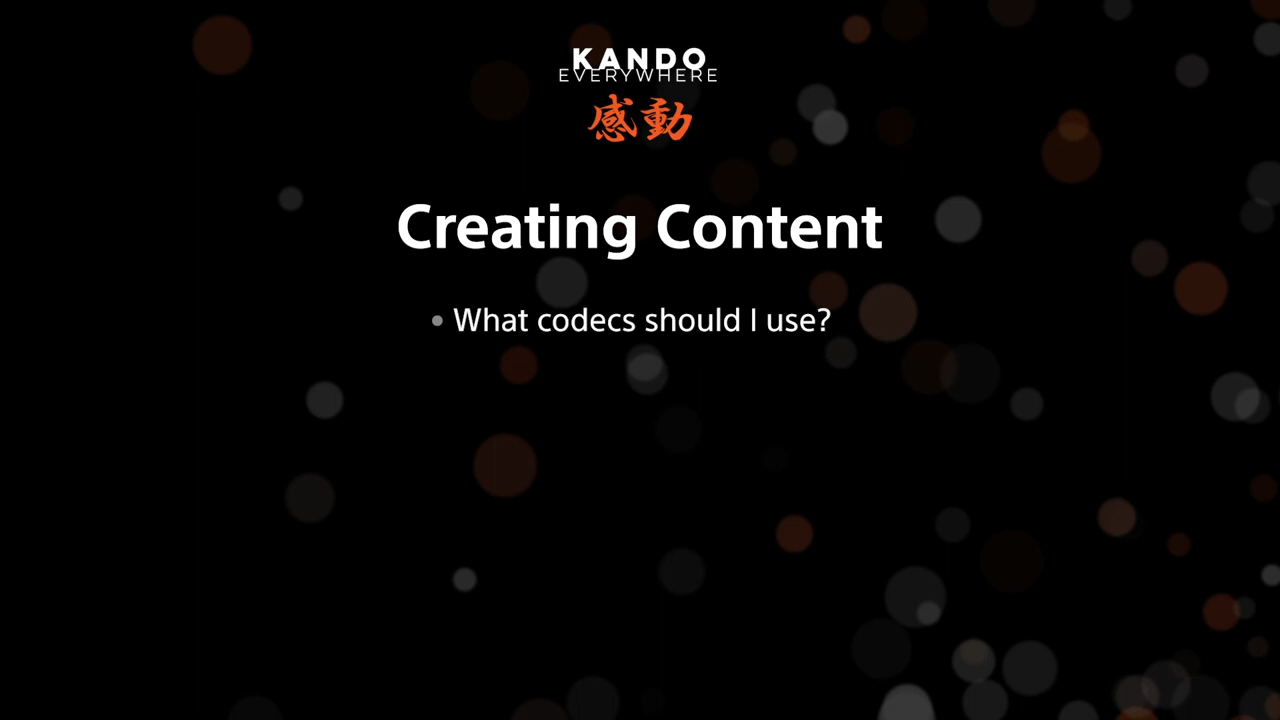 KANDO
EVERYWHERE
感動
Creating Content
• What codecs should I use?